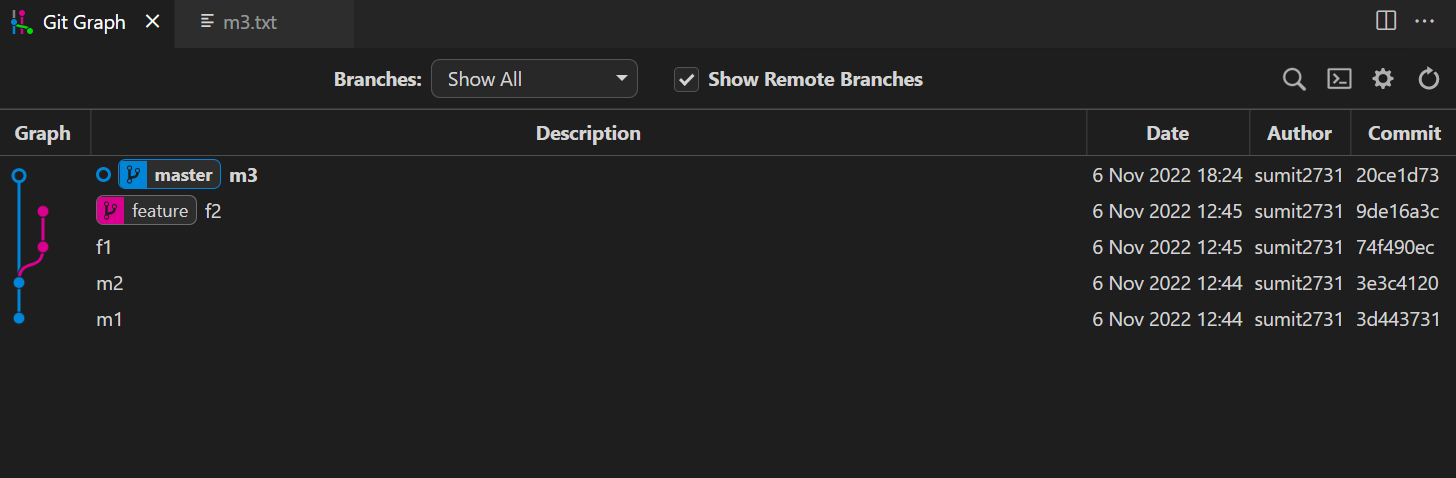 Git Graph m3.txt
Branches: Show All Show Remote Branches
Graph Description Date Author Commit
master m3 6 Nov 2022 18:24 sumit2731 20ce1d73
feature f2 6 Nov 2022 12:45 sumit2731 9de16a3c
f1 6 Nov 2022 12:45 sumit2731 74f490ec
m2 6 Nov 2022 12:44 sumit2731 3e3c4120
m1 6 Nov 2022 12:44 sumit2731 3d443731